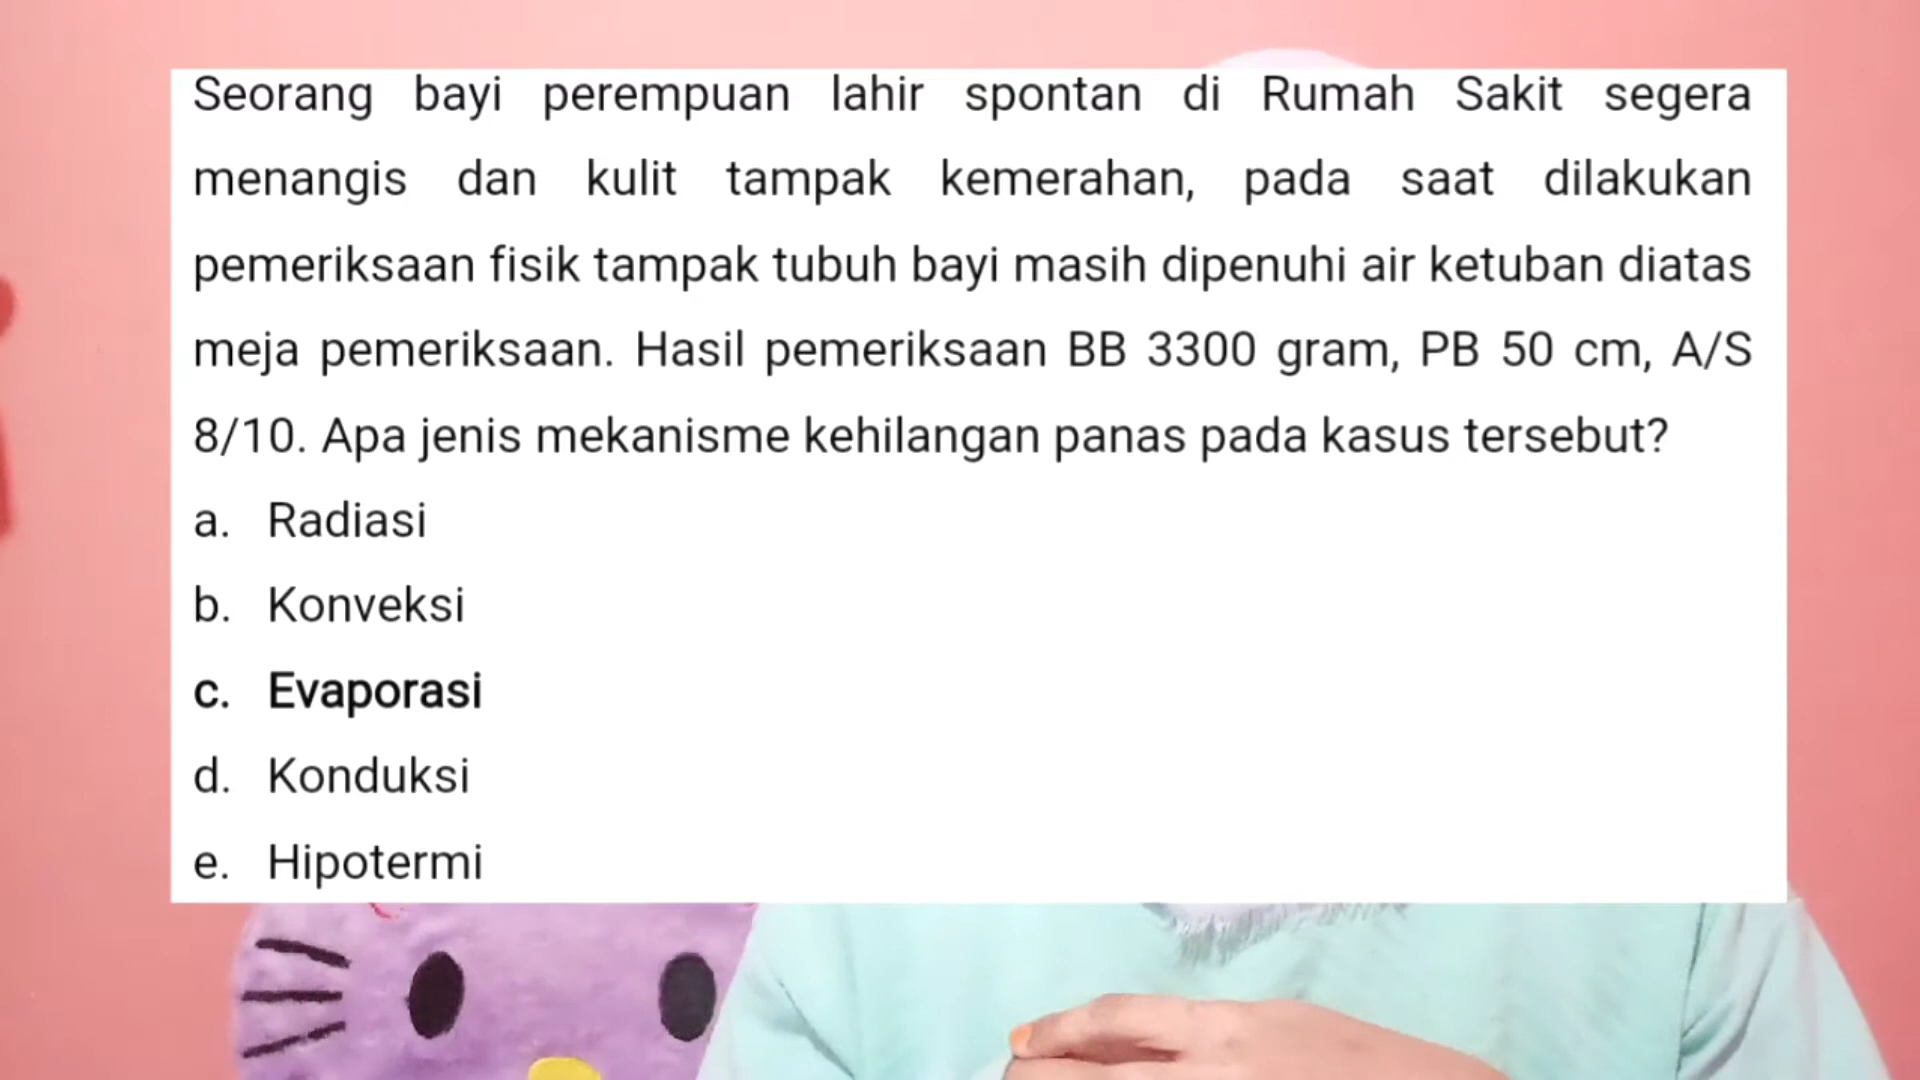 Seorang bayi perempuan lahir spontan di Rumah Sakit segera
menangis dan kulit tampak kemerahan, pada saat dilakukan
pemeriksaan fisik tampak tubuh bayi masih dipenuhi air ketuban diatas
meja pemeriksaan. Hasil pemeriksaan BB 3300 gram, PB 50 cm, A/S
8/10. Apa jenis mekanisme kehilangan panas pada kasus tersebut?
a. Radiasi
b. Konveksi
c. Evaporasi
d. Konduksi
e. Hipotermi